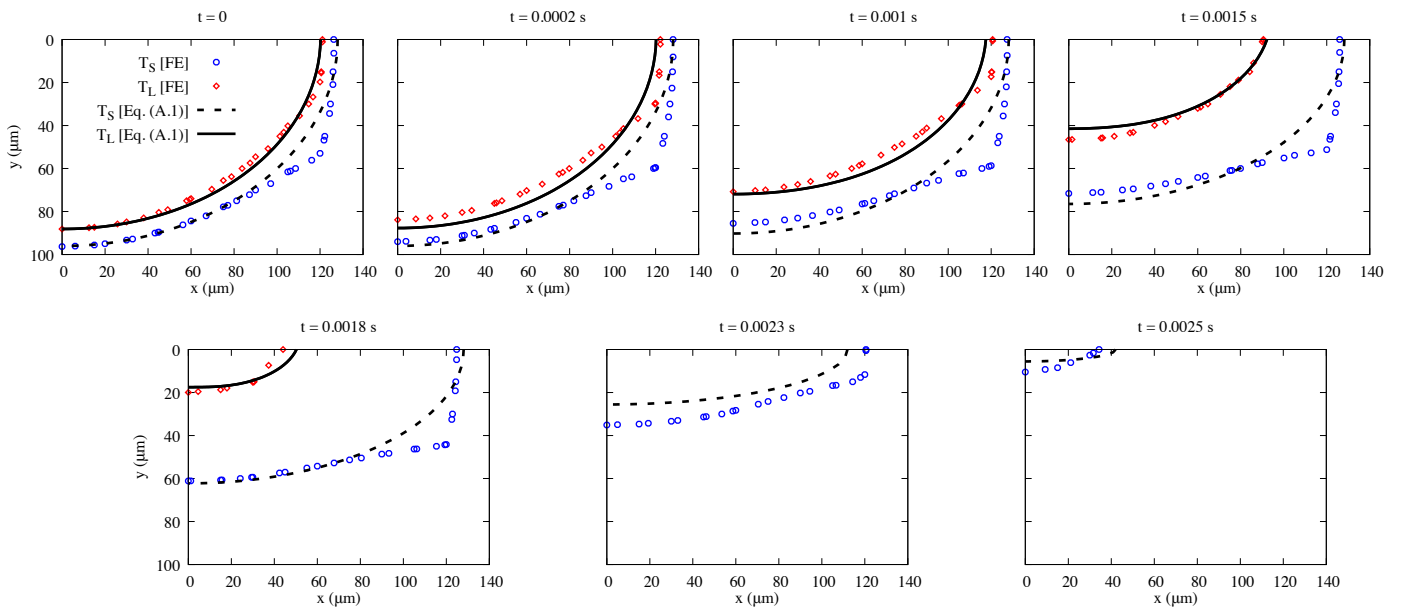 t = 0
t = 0.0002 s
t = 0.001 s
t = 0.0015 s
0
20
40
60
80
100
y (μm)
T_S [FE]
T_L [FE]
T_S [Eq. (A.1)]
T_L [Eq. (A.1)]
0 20 40 60 80 100 120 140
x (μm)
0 20 40 60 80 100 120 140
x (μm)
0 20 40 60 80 100 120 140
x (μm)
0 20 40 60 80 100 120 140
x (μm)
t = 0.0018 s
t = 0.0023 s
t = 0.0025 s
0
20
40
60
80
100
y (μm)
0 20 40 60 80 100 120 140
x (μm)
0 20 40 60 80 100 120 140
x (μm)
0 20 40 60 80 100 120 140
x (μm)